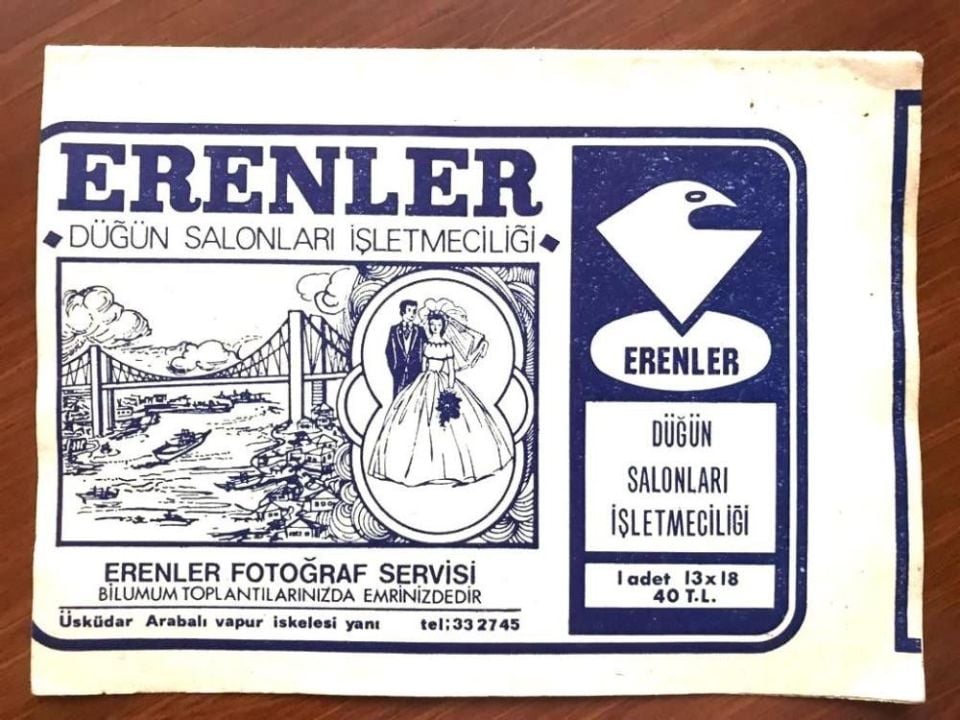 ERENLER
DÜĞÜN SALONLARI İŞLETMECİLİĞİ
ERENLER FOTOĞRAF SERVİSİ
BİLUMUM TOPLANTILARINIZDA EMRİNİZDEDİR
Üsküdar Arabalı vapur iskelesi yanı tel; 33 2745
ERENLER
DÜĞÜN
SALONLARI
İŞLETMECİLİĞİ
1 adet 13x18
40 T.L.